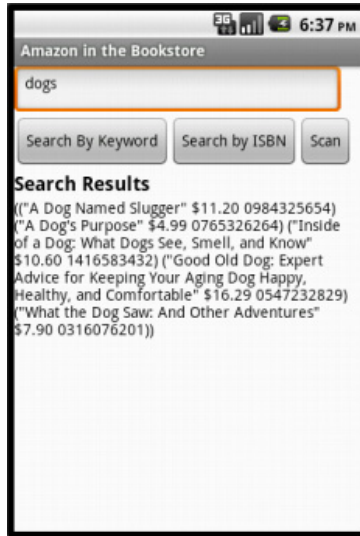 3G 6:37 PM
Amazon in the Bookstore
dogs
Search By Keyword Search by ISBN Scan
Search Results
(("A Dog Named Slugger" $11.20 0984325654)
("A Dog's Purpose" $4.99 0765326264) ("Inside
of a Dog: What Dogs See, Smell, and Know"
$10.60 1416583432) ("Good Old Dog: Expert
Advice for Keeping Your Aging Dog Happy,
Healthy, and Comfortable" $16.29 0547232829)
("What the Dog Saw: And Other Adventures"
$7.90 0316076201))